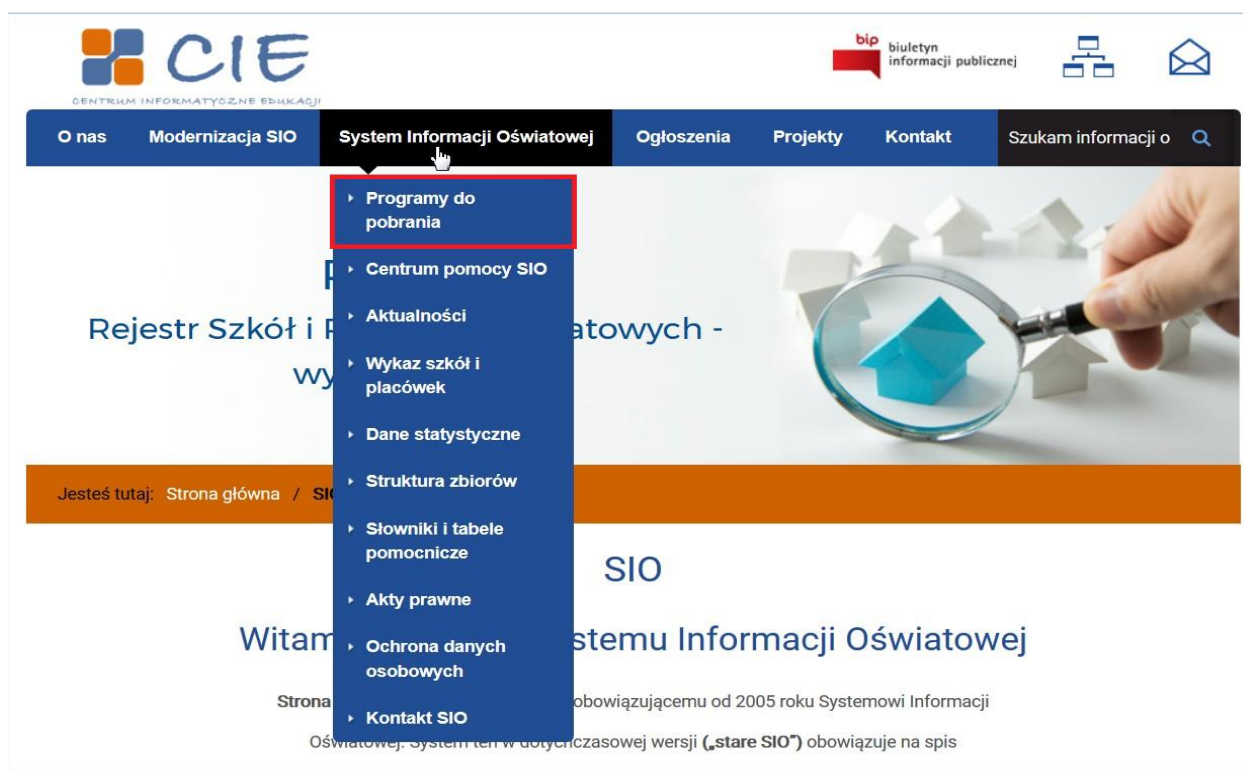 CIE
CENTRUM INFORMATYCZNE EDUKACJI
bip
biuletyn
informacji publicznej
O nas Modernizacja SIO System Informacji Oświatowej Ogłoszenia Projekty Kontakt Szukam informacji o
Programy do
pobrania
Centrum pomocy SIO
Aktualności
Wykaz szkół i
placówek
Dane statystyczne
Struktura zbiorów
Słowniki i tabele
pomocnicze
Akty prawne
Ochrona danych
osobowych
Kontakt SIO
Rejestr Szkół i atowych -
wy
Jesteś tutaj: Strona główna / SIO
SIO
Witam stemu Informacji Oświatowej
Strona obowiązującemu od 2005 roku Systemowi Informacji
Oświatowej. System ten w dotychczasowej wersji („stare SIO") obowiązuje na spis